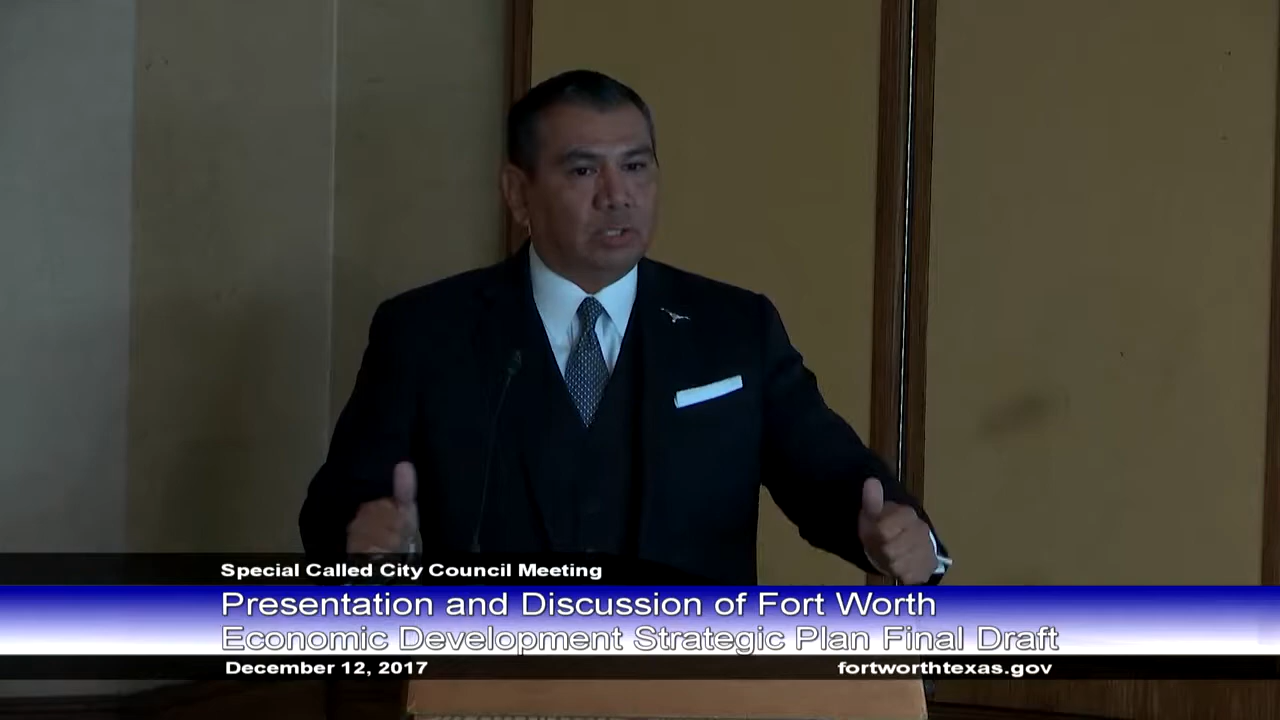 Special Called City Council Meeting
Presentation and Discussion of Fort Worth
Economic Development Strategic Plan Final Draft
December 12, 2017 fortworthtexas.gov